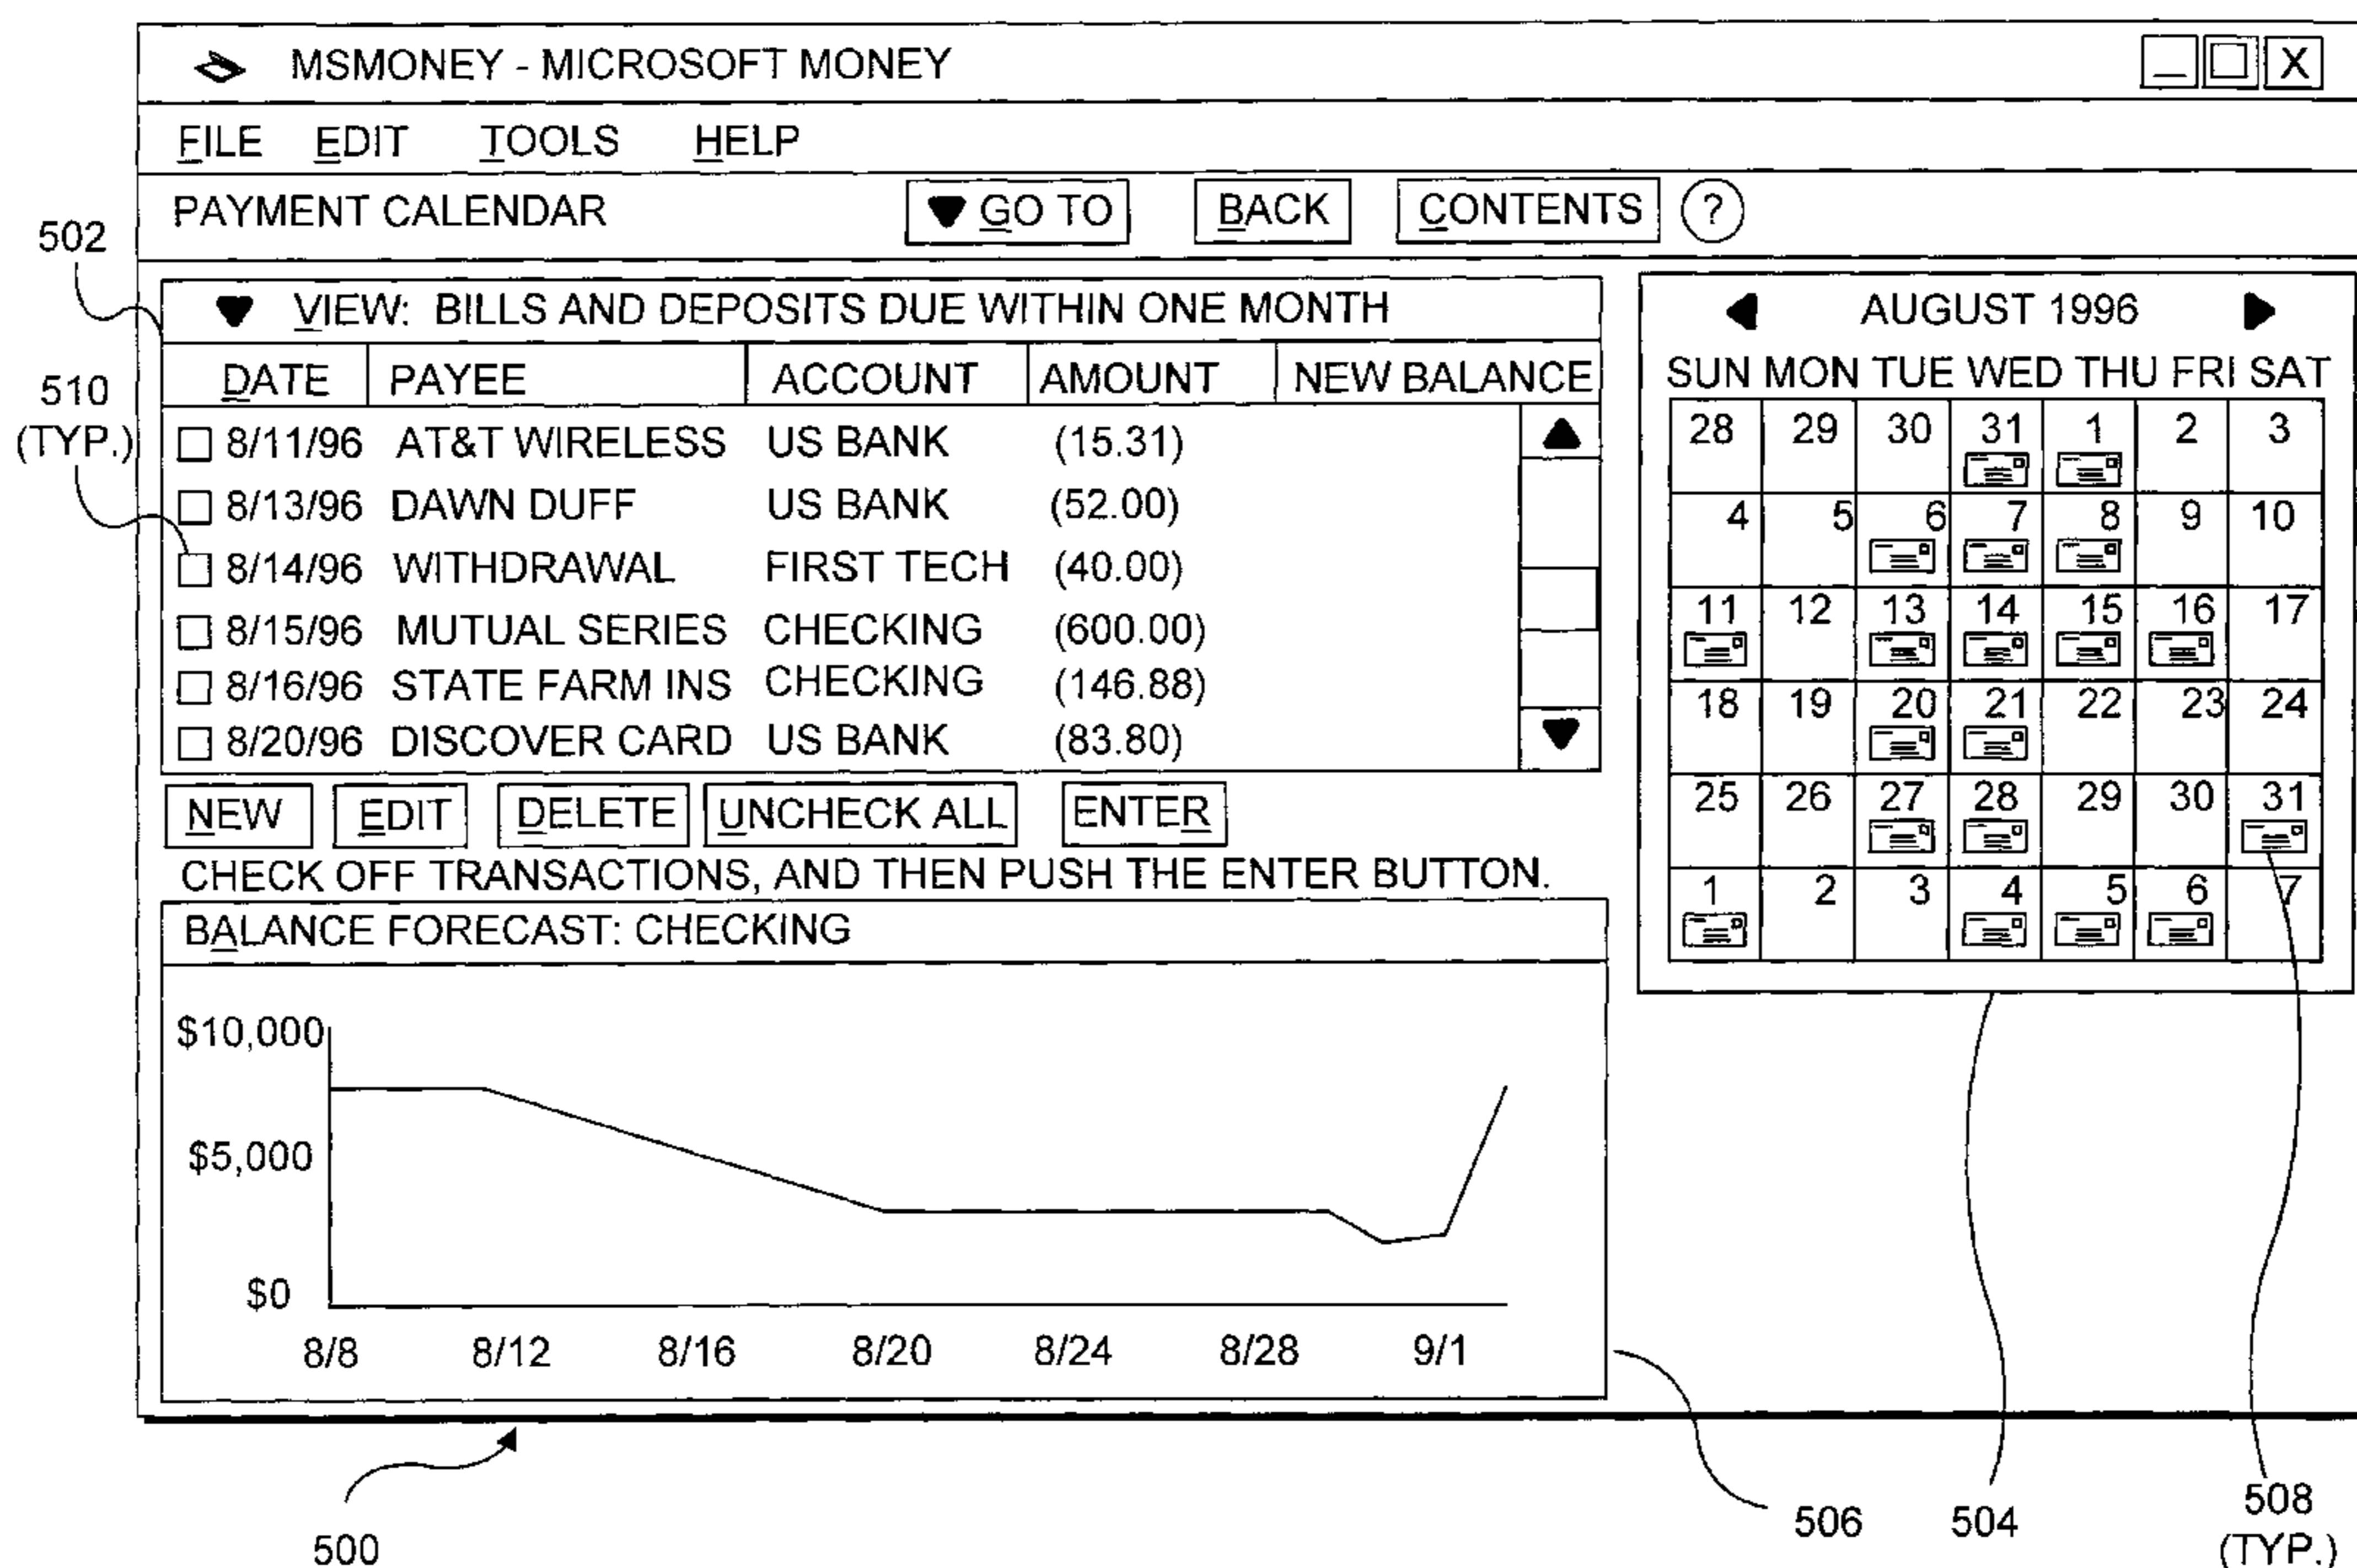 MSMONEY - MICROSOFT MONEY
X
FILE EDIT TOOLS HELP
PAYMENT CALENDAR GO TO BACK CONTENTS ?
502
VIEW: BILLS AND DEPOSITS DUE WITHIN ONE MONTH
DATE PAYEE ACCOUNT AMOUNT NEW BALANCE
510
(TYP.)
8/11/96 AT&T WIRELESS US BANK (15.31)
8/13/96 DAWN DUFF US BANK (52.00)
8/14/96 WITHDRAWAL FIRST TECH (40.00)
8/15/96 MUTUAL SERIES CHECKING (600.00)
8/16/96 STATE FARM INS CHECKING (146.88)
8/20/96 DISCOVER CARD US BANK (83.80)
NEW EDIT DELETE UNCHECK ALL ENTER
CHECK OFF TRANSACTIONS, AND THEN PUSH THE ENTER BUTTON.
AUGUST 1996
SUN MON TUE WED THU FRI SAT
28 29 30 31 1 2 3
4 5 6 7 8 9 10
11 12 13 14 15 16 17
18 19 20 21 22 23 24
25 26 27 28 29 30 31
1 2 3 4 5 6 7
BALANCE FORECAST: CHECKING
$10,000
$5,000
$0
8/8 8/12 8/16 8/20 8/24 8/28 9/1
500
506
504
508
(TYP.)